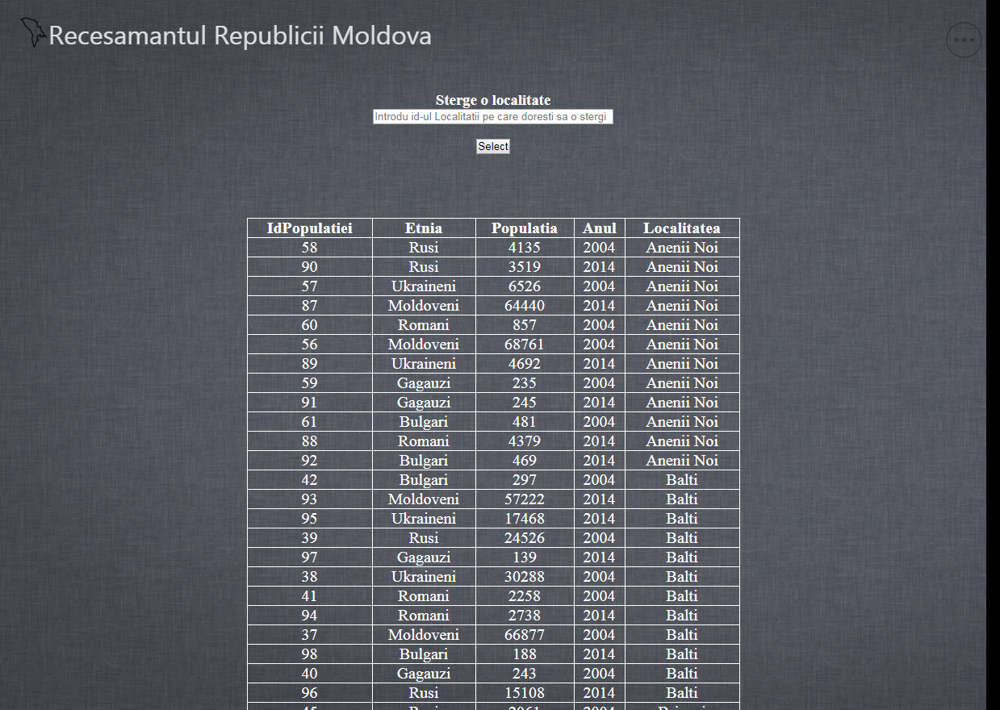 Recesamantul Republicii Moldova
Sterge o localitate
Introdu id-ul Localitatii pe care doresti sa o stergi
Select
IdPopulatiei Etnia Populatia Anul Localitatea
58 Rusi 4135 2004 Anenii Noi
90 Rusi 3519 2014 Anenii Noi
57 Ukraineni 6526 2004 Anenii Noi
87 Moldoveni 64440 2014 Anenii Noi
60 Romani 857 2004 Anenii Noi
56 Moldoveni 68761 2004 Anenii Noi
89 Ukraineni 4692 2014 Anenii Noi
59 Gagauzi 235 2004 Anenii Noi
91 Gagauzi 245 2014 Anenii Noi
61 Bulgari 481 2004 Anenii Noi
88 Romani 4379 2014 Anenii Noi
92 Bulgari 469 2014 Anenii Noi
42 Bulgari 297 2004 Balti
93 Moldoveni 57222 2014 Balti
95 Ukraineni 17468 2014 Balti
39 Rusi 24526 2004 Balti
97 Gagauzi 139 2014 Balti
38 Ukraineni 30288 2004 Balti
41 Romani 2258 2004 Balti
94 Romani 2738 2014 Balti
37 Moldoveni 66877 2004 Balti
98 Bulgari 188 2014 Balti
40 Gagauzi 243 2004 Balti
96 Rusi 15108 2014 Balti